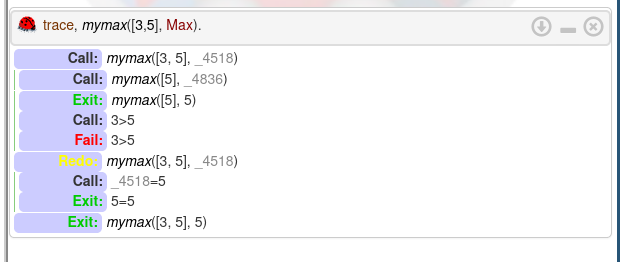 trace, mymax([3,5], Max).
Call: mymax([3, 5], _4518)
Call: mymax([5], _4836)
Exit: mymax([5], 5)
Call: 3>5
Fail: 3>5
Redo: mymax([3, 5], _4518)
Call: _4518=5
Exit: 5=5
Exit: mymax([3, 5], 5)